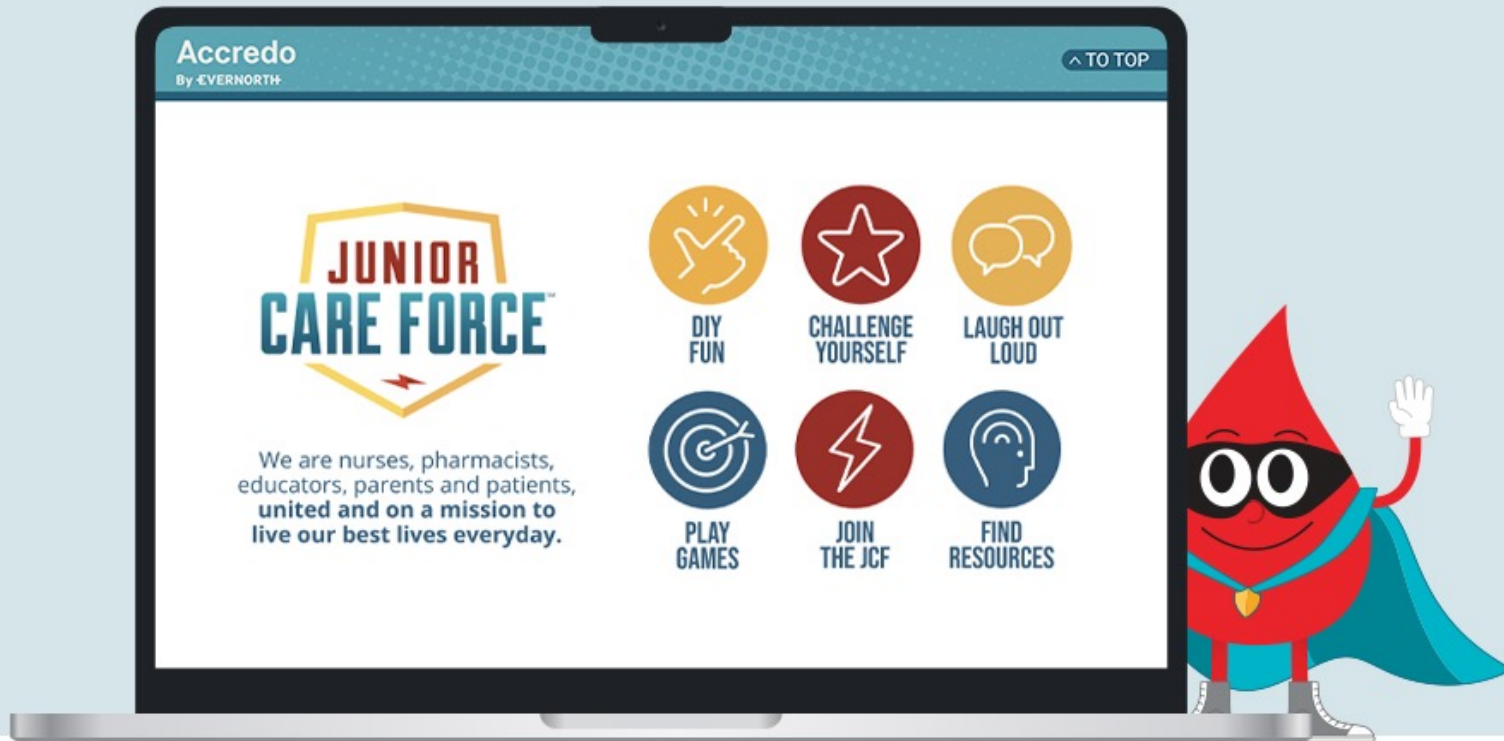 Accredo
By EVERNORTH
^ TO TOP
JUNIOR
CARE FORCE™
We are nurses, pharmacists,
educators, parents and patients,
united and on a mission to
live our best lives everyday.
DIY
FUN
CHALLENGE
YOURSELF
LAUGH OUT
LOUD
PLAY
GAMES
JOIN
THE JCF
FIND
RESOURCES